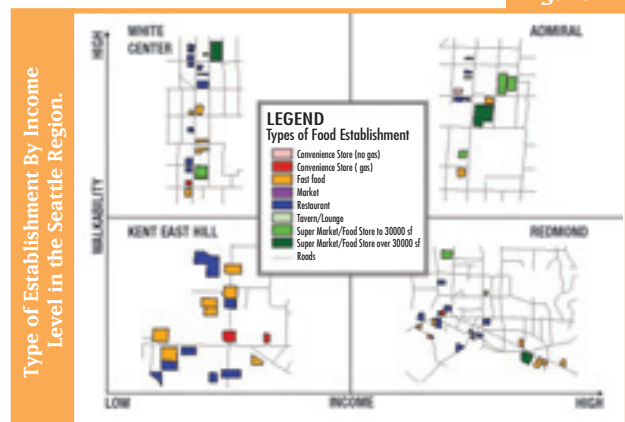 Type of Establishment By Income
Level in the Seattle Region.
HIGH
WHITE
CENTER
ADMIRAL
LEGEND
Types of Food Establishment
Convenience Store (no gas)
Convenience Store ( gas)
Fast food
Market
Restaurant
Tavern/Lounge
Super Market/Food Store to 30000 sf
Super Market/Food Store over 30000 sf
Roads
WALKABILITY
KENT EAST HILL
REDMOND
LOW
INCOME
HIGH